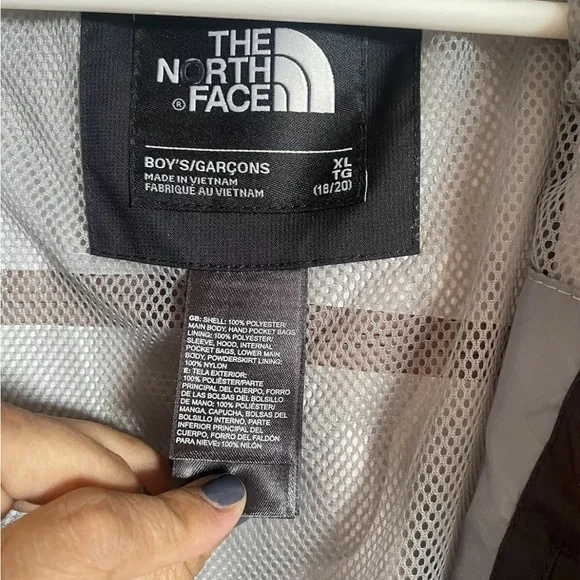 THE
NORTH
FACE
®
BOY'S/GARÇONS
MADE IN VIETNAM
FABRIQUÉ AU VIETNAM
XL
TG
(18/20)
GB: SHELL: 100% POLYESTER/
MAIN BODY, HAND POCKET BAGS
LINING: 100% POLYESTER/
SLEEVE, HOOD, INTERNAL
POCKET BAGS, LOWER MAIN
BODY, POWDERSKIRT LINING:
100% NYLON
E: TELA EXTERIOR:
100% POLIÉSTER/PARTE
PRINCIPAL DEL CUERPO, FORRO
DE LAS BOLSAS DEL BOLSILLO
DE MANO: 100% POLIÉSTER/
MANGA, CAPUCHA, BOLSAS DEL
BOLSILLO INTERNO, PARTE
INFERIOR PRINCIPAL DEL
CUERPO, FORRO DEL FALDÓN
PARA NIEVE: 100% NILÓN